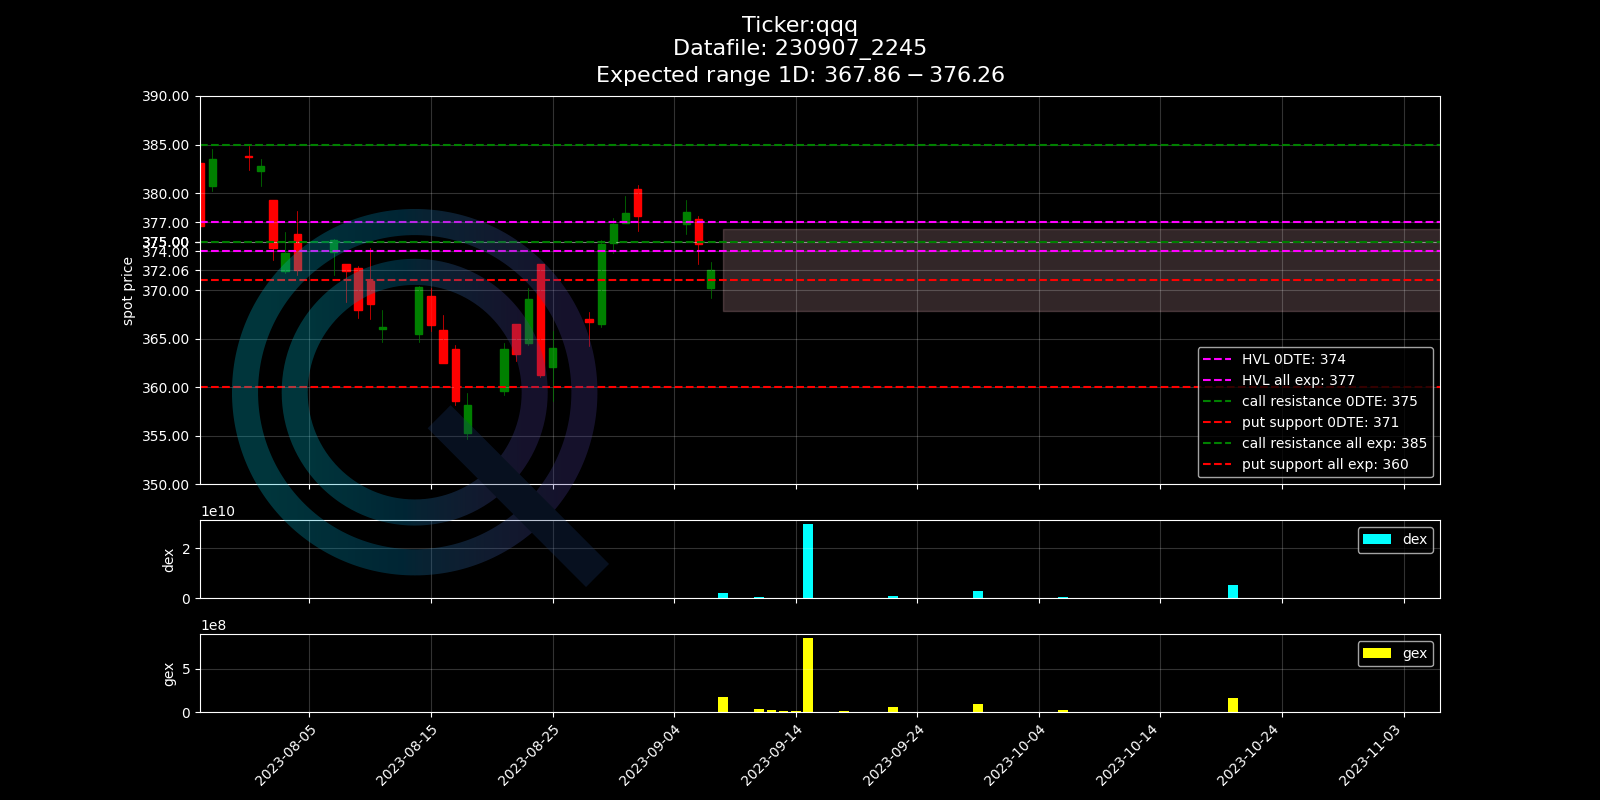 Ticker:qqq
Datafile: 230907_2245
Expected range 1D: 367.86 − 376.26
390.00
385.00
380.00
377.00
375.00
374.00
372.06
370.00
365.00
360.00
355.00
350.00
spot price
HVL 0DTE: 374
HVL all exp: 377
call resistance 0DTE: 375
put support 0DTE: 371
call resistance all exp: 385
put support all exp: 360
1e10
2
0
dex
dex
1e8
5
0
gex
gex
2023-08-05
2023-08-15
2023-08-25
2023-09-04
2023-09-14
2023-09-24
2023-10-04
2023-10-14
2023-10-24
2023-11-03